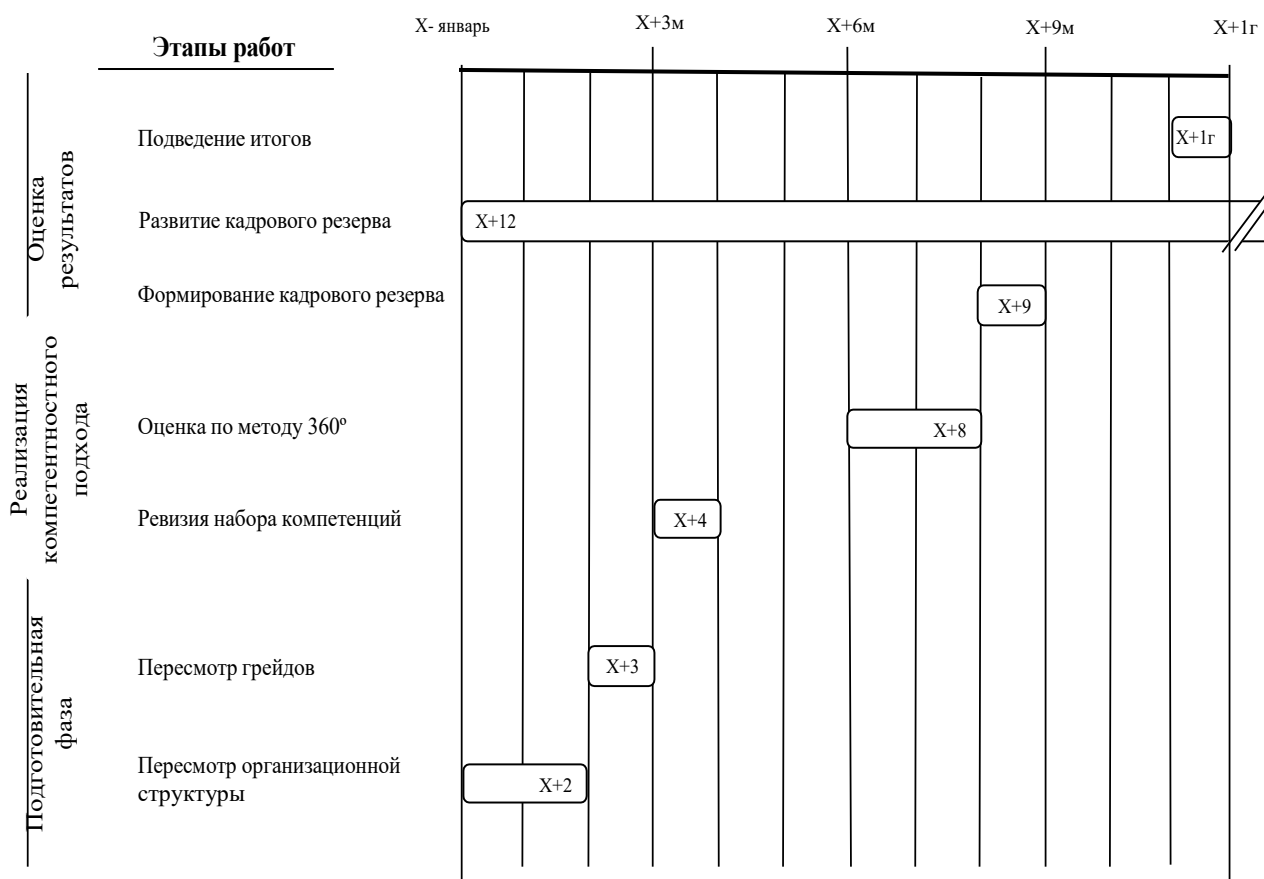 X- январь
X+3м
X+6м
X+9м
X+1г
Этапы работ
Оценка
результатов
Подведение итогов
X+1г
Развитие кадрового резерва
X+12
Формирование кадрового резерва
X+9
Реализация
компетентностного
подхода
Оценка по методу 360º
X+8
Ревизия набора компетенций
X+4
Подготовительная
фаза
Пересмотр грейдов
X+3
Пересмотр организационной
структуры
X+2